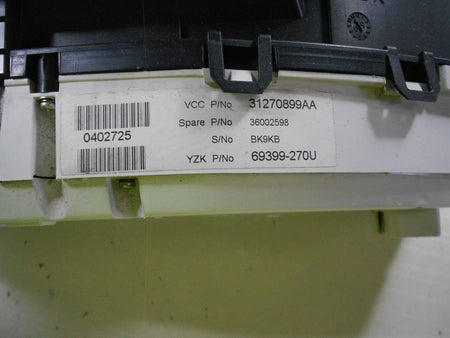 VCC P/No 31270899AA
Spare P/No 36002598
0402725
S/No BK9KB
YZK P/No 69399-270U